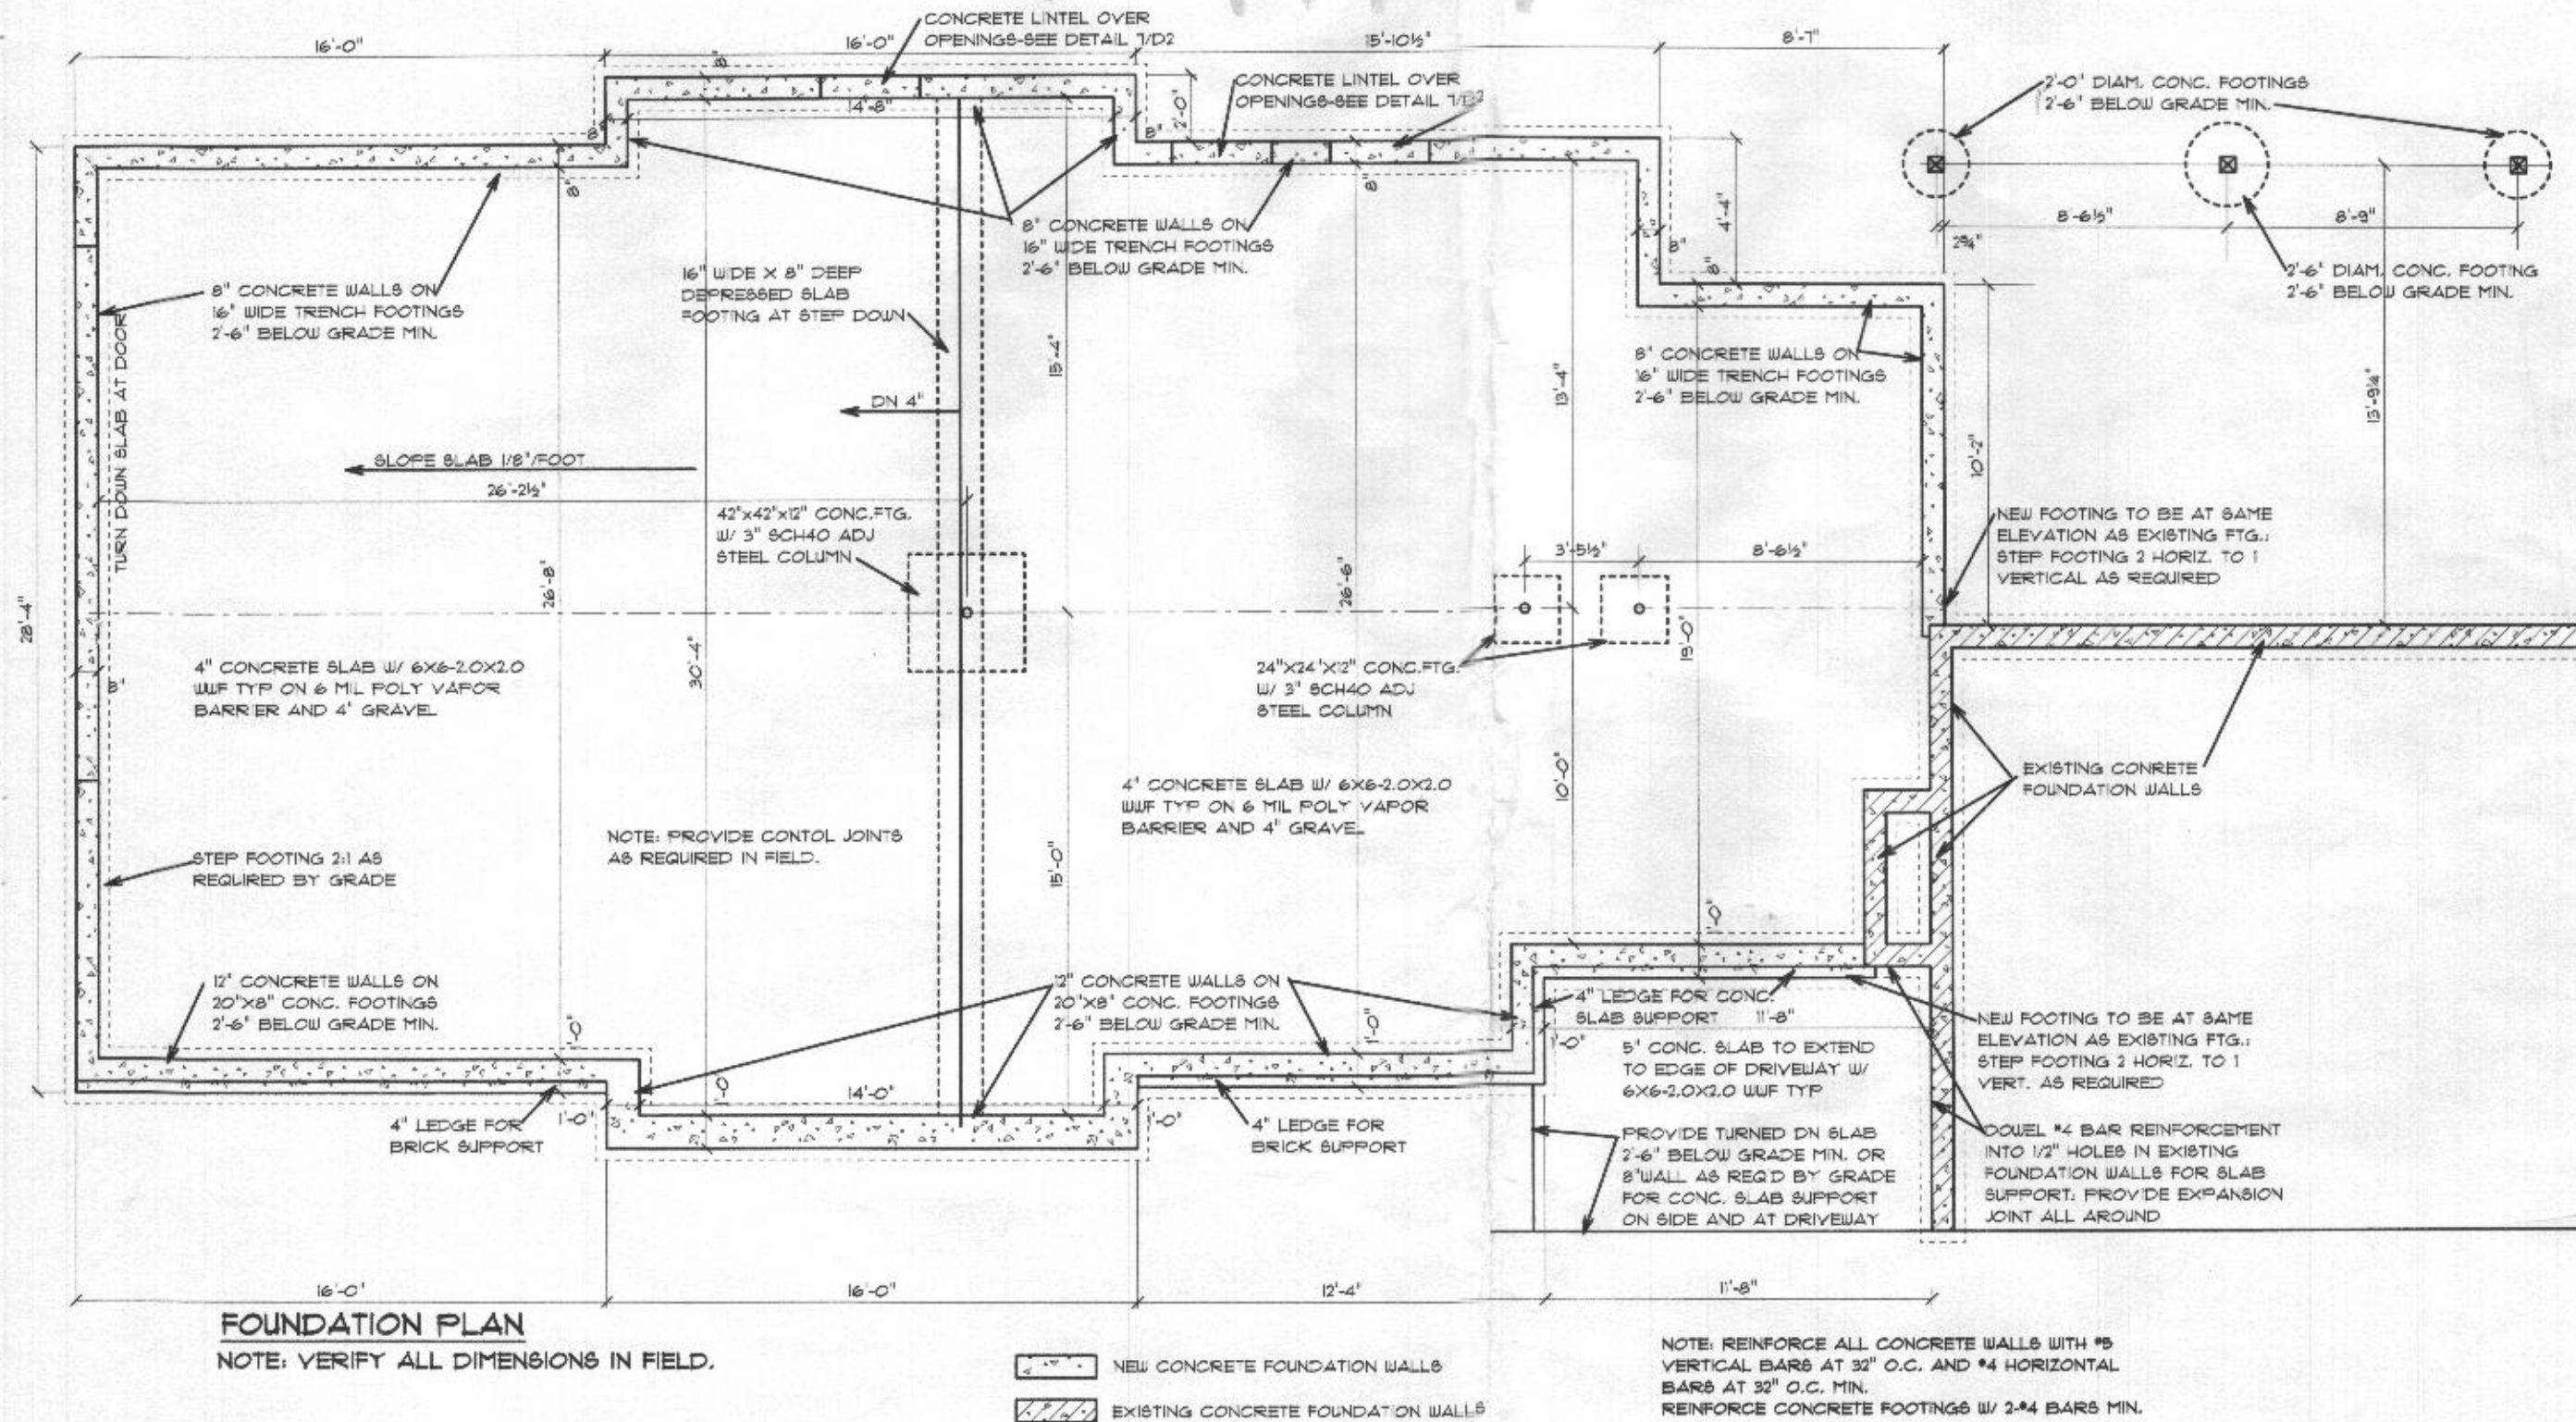 16'-0"
16'-0"
15'-10½"
8'-7"
CONCRETE LINTEL OVER
OPENINGS-SEE DETAIL 7/D2
CONCRETE LINTEL OVER
OPENINGS-SEE DETAIL 7/D2
2'-0" DIAM. CONC. FOOTINGS
2'-6" BELOW GRADE MIN.
8"
14'-8"
8"
8"
2'-0"
8"
8"
8"
8"
4'-4"
8'-6½"
8'-9"
2'-6" DIAM. CONC. FOOTING
2'-6" BELOW GRADE MIN.
8" CONCRETE WALLS ON
16" WIDE TRENCH FOOTINGS
2'-6" BELOW GRADE MIN.
8" CONCRETE WALLS ON
16" WIDE TRENCH FOOTINGS
2'-6" BELOW GRADE MIN.
16" WIDE X 8" DEEP
DEPRESSED SLAB
FOOTING AT STEP DOWN
TURN DOWN SLAB AT DOOR
8" CONCRETE WALLS ON
16" WIDE TRENCH FOOTINGS
2'-6" BELOW GRADE MIN.
15'-4"
13'-4"
13'-9¼"
10'-2"
DN 4"
SLOPE SLAB 1/8"/FOOT
26'-2½"
42"x42"x12" CONC.FTG.
W/ 3" SCH40 ADJ
STEEL COLUMN
NEW FOOTING TO BE AT SAME
ELEVATION AS EXISTING FTG.;
STEP FOOTING 2 HORIZ. TO 1
VERTICAL AS REQUIRED
3'-5½"
8'-6½"
28'-4"
26'-8"
30'-4"
26'-6"
15'-0"
4" CONCRETE SLAB W/ 6X6-2.0X2.0
WWF TYP ON 6 MIL POLY VAPOR
BARRIER AND 4' GRAVEL
8"
24"X24"X12" CONC.FTG.
W/ 3" SCH40 ADJ
STEEL COLUMN
4" CONCRETE SLAB W/ 6X6-2.0X2.0
WWF TYP ON 6 MIL POLY VAPOR
BARRIER AND 4" GRAVEL
10'-0"
15'-0"
EXISTING CONRETE
FOUNDATION WALLS
NOTE: PROVIDE CONTOL JOINTS
AS REQUIRED IN FIELD.
STEP FOOTING 2:1 AS
REQUIRED BY GRADE
12" CONCRETE WALLS ON
20"X8" CONC. FOOTINGS
2'-6" BELOW GRADE MIN.
12" CONCRETE WALLS ON
20"X8" CONC. FOOTINGS
2'-6" BELOW GRADE MIN.
4" LEDGE FOR CONC.
SLAB SUPPORT 11'-8"
1'-0"
5" CONC. SLAB TO EXTEND
TO EDGE OF DRIVEWAY W/
6X6-2.0X2.0 WWF TYP
NEW FOOTING TO BE AT SAME
ELEVATION AS EXISTING FTG.;
STEP FOOTING 2 HORIZ. TO 1
VERT. AS REQUIRED
4" LEDGE FOR
BRICK SUPPORT
1'-0"
14'-0"
4" LEDGE FOR
BRICK SUPPORT
PROVIDE TURNED DN SLAB
2'-6" BELOW GRADE MIN. OR
8"WALL AS REQ'D BY GRADE
FOR CONC. SLAB SUPPORT
ON SIDE AND AT DRIVEWAY
DOWEL #4 BAR REINFORCEMENT
INTO 1/2" HOLES IN EXISTING
FOUNDATION WALLS FOR SLAB
SUPPORT; PROVIDE EXPANSION
JOINT ALL AROUND
16'-0'
16'-0"
12'-4"
11'-8"
FOUNDATION PLAN
NOTE: VERIFY ALL DIMENSIONS IN FIELD.
NEW CONCRETE FOUNDATION WALLS
EXISTING CONCRETE FOUNDATION WALLS
NOTE: REINFORCE ALL CONCRETE WALLS WITH #5
VERTICAL BARS AT 32" O.C. AND #4 HORIZONTAL
BARS AT 32" O.C. MIN.
REINFORCE CONCRETE FOOTINGS W/ 2-#4 BARS MIN.